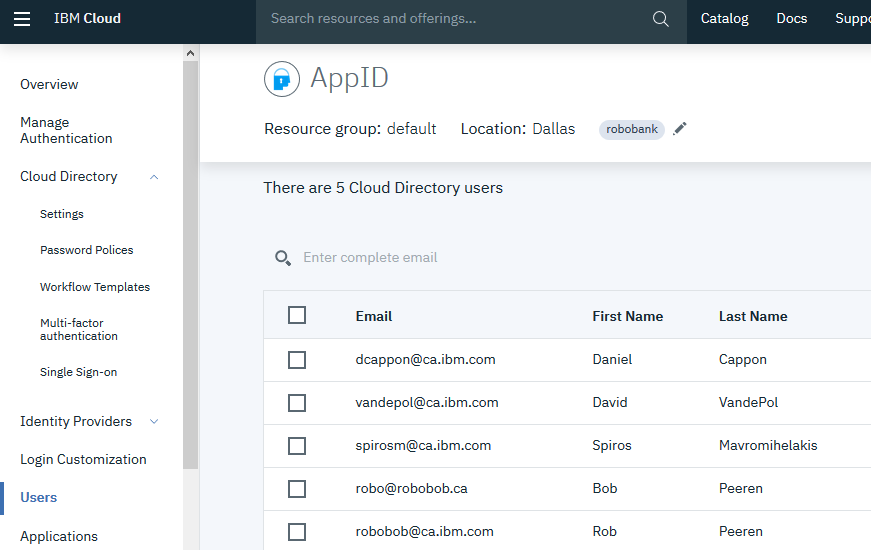 IBM Cloud
Search resources and offerings...
Catalog
Docs
Overview
Manage
Authentication
Cloud Directory
Settings
Password Polices
Workflow Templates
Multi-factor
authentication
Single Sign-on
Identity Providers
Login Customization
Users
Applications
AppID
Resource group: default Location: Dallas robobank
There are 5 Cloud Directory users
Enter complete email
Email First Name Last Name
dcappon@ca.ibm.com Daniel Cappon
vandepol@ca.ibm.com David VandePol
spirosm@ca.ibm.com Spiros Mavromihelakis
robo@robobob.ca Bob Peeren
robobob@ca.ibm.com Rob Peeren